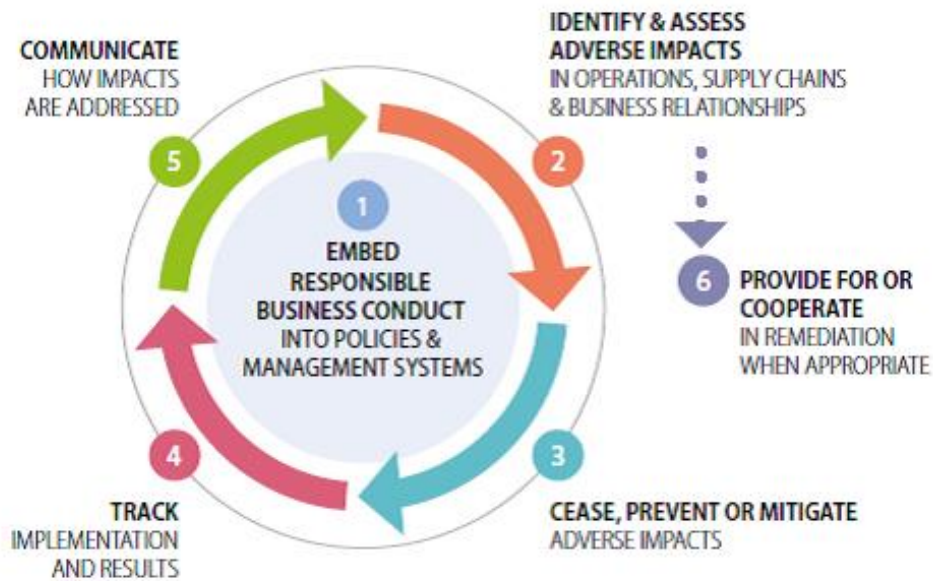 1
EMBED
RESPONSIBLE
BUSINESS CONDUCT
INTO POLICIES &
MANAGEMENT SYSTEMS
2
IDENTIFY & ASSESS
ADVERSE IMPACTS
IN OPERATIONS, SUPPLY CHAINS
& BUSINESS RELATIONSHIPS
3
CEASE, PREVENT OR MITIGATE
ADVERSE IMPACTS
4
TRACK
IMPLEMENTATION
AND RESULTS
5
COMMUNICATE
HOW IMPACTS
ARE ADDRESSED
6
PROVIDE FOR OR
COOPERATE
IN REMEDIATION
WHEN APPROPRIATE